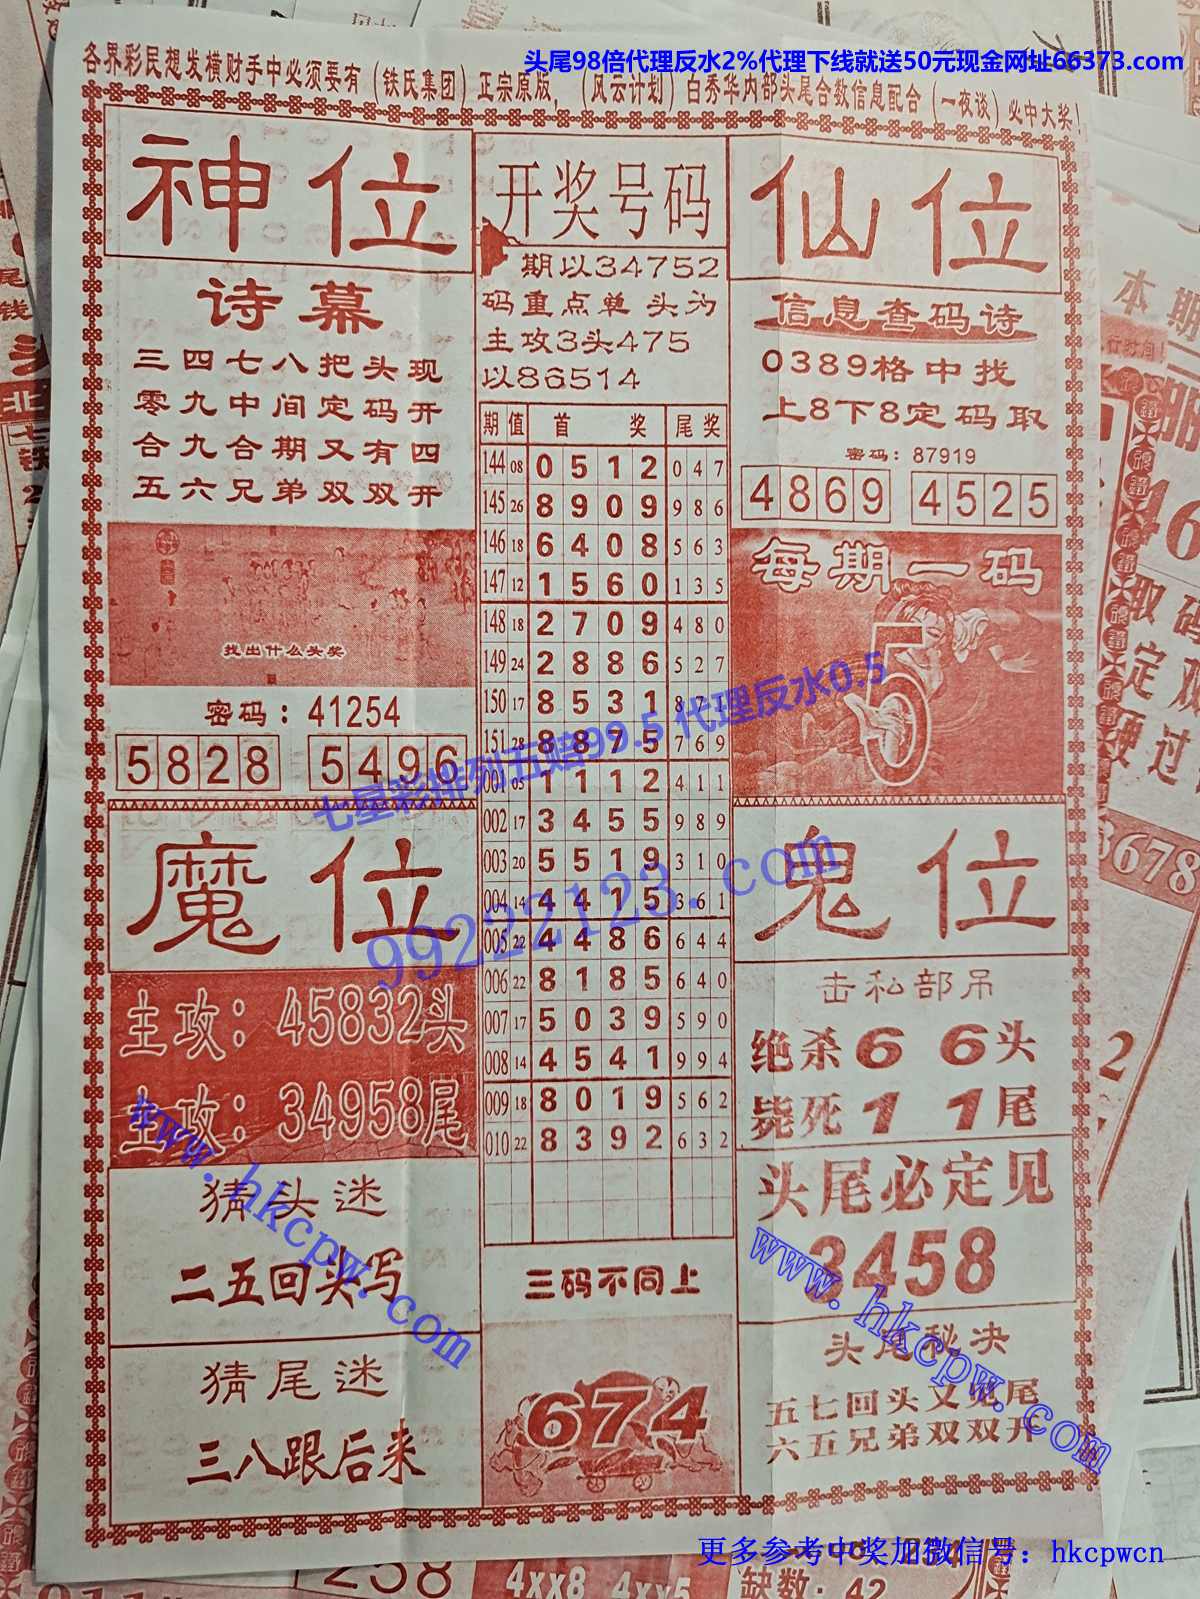 头尾98倍代理反水2%代理下线就送50元现金网址66373.com
各界彩民想发横财手中必须要有（铁氏集团）正宗原版，（风云计划）白秀华内部头尾合数信息配合（一夜谈）必中大奖！
神位
诗幕
三四七八把头现
零九中间定码开
合九合期又有四
五六兄弟双双开
找出什么头奖
密码：41254
5828 5496
魔位
主攻：45832头
主攻：34958尾
猜头迷
二五回头写
猜尾迷
三八跟后来
开奖号码
期以34752
码重点单头为
主攻3头475
以86514
期 值 首 奖 尾奖
144 08 0512 047
145 26 8909 986
146 18 6408 563
147 12 1560 135
148 18 2709 480
149 24 2886 527
150 17 8531
151 28 8875 769
001 05 1112 411
002 17 3455 989
003 20 5519 310
004 14 4415 361
005 22 4486 644
006 22 8185 640
007 17 5039 590
008 14 4541 994
009 18 8019 562
010 22 8392 632
三码不同上
674
仙位
信息查码诗
0389格中找
上8下8定码取
密码：87919
4869 4525
每期一码
5
鬼位
击私部吊
绝杀6 6头
毙死1 1尾
头尾必定见
3458
头尾秘决
五七回头又见尾
六五兄弟双双开
七星彩排列五赔99.5 代理反水0.5
99222123.com
www.hkcpw.com
www.hkcpw.com
更多参考中奖加微信号：hkcpwcn
本期
3678
258
4xx8 4xx5
缺数：42